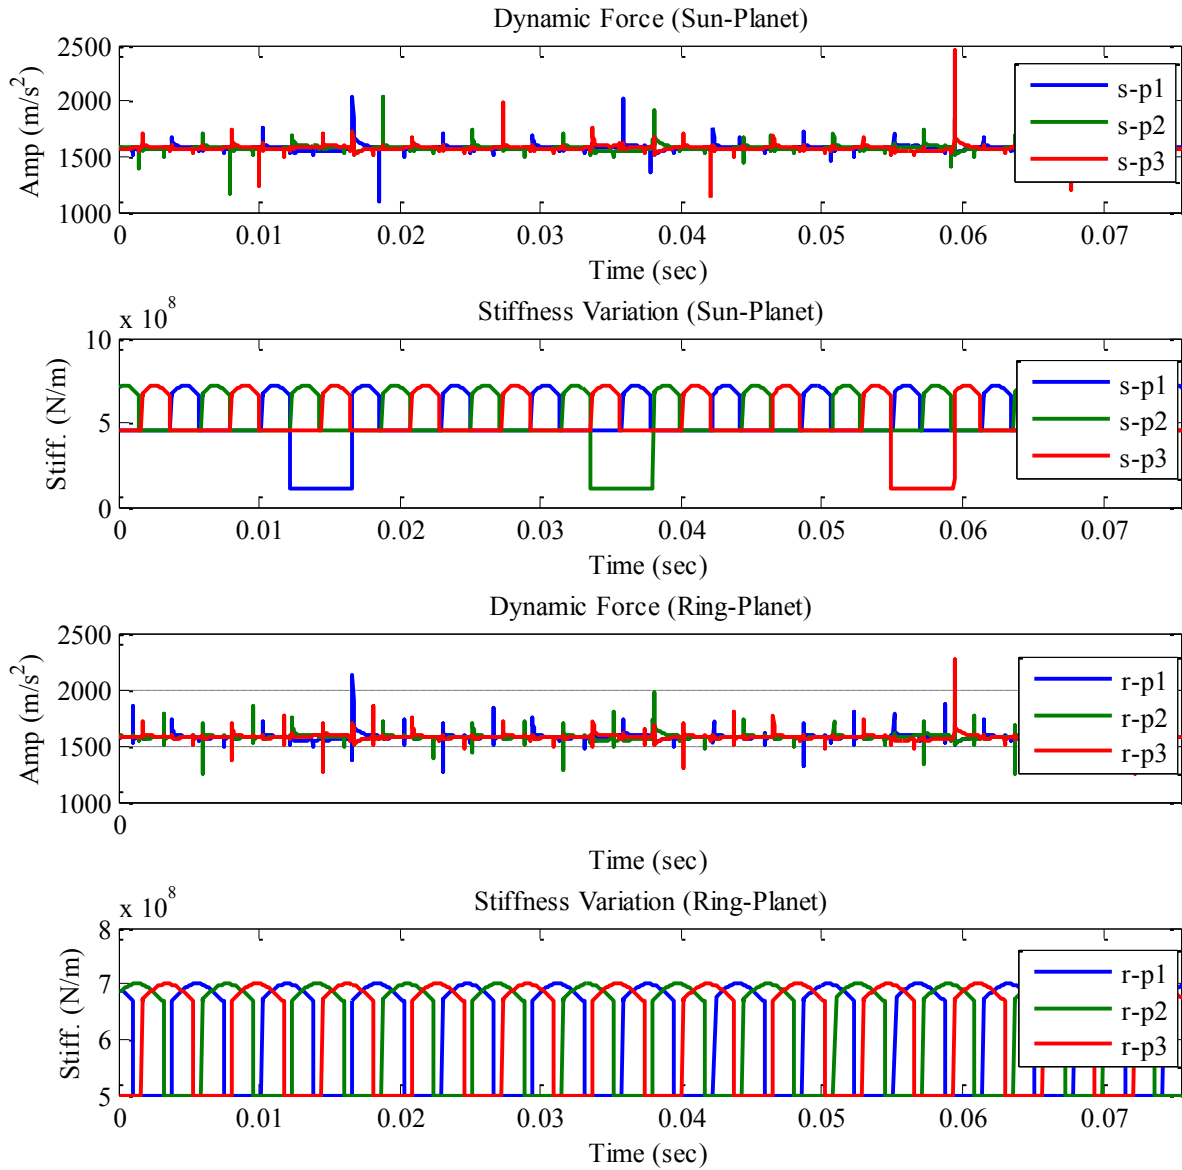 Dynamic Force (Sun-Planet)
Amp (m/s²)
2500
2000
1500
1000
s-p1
s-p2
s-p3
0 0.01 0.02 0.03 0.04 0.05 0.06 0.07
Time (sec)
x 10⁸
Stiffness Variation (Sun-Planet)
Stiff. (N/m)
10
5
0
s-p1
s-p2
s-p3
0 0.01 0.02 0.03 0.04 0.05 0.06 0.07
Time (sec)
Dynamic Force (Ring-Planet)
Amp (m/s²)
2500
2000
1500
1000
r-p1
r-p2
r-p3
0
Time (sec)
x 10⁸
Stiffness Variation (Ring-Planet)
Stiff. (N/m)
8
7
6
5
r-p1
r-p2
r-p3
0 0.01 0.02 0.03 0.04 0.05 0.06 0.07
Time (sec)